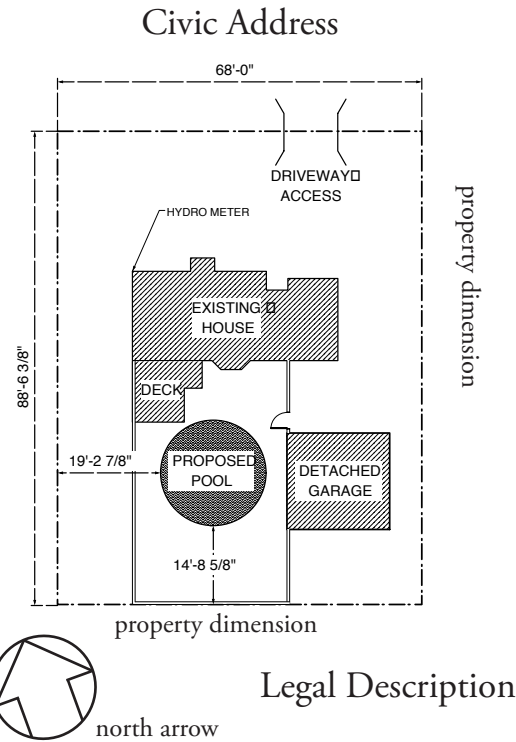 Civic Address
68'-0"
DRIVEWAY
ACCESS
HYDRO METER
property dimension
EXISTING
HOUSE
88'-6 3/8"
DECK
19'-2 7/8"
PROPOSED
POOL
DETACHED
GARAGE
14'-8 5/8"
property dimension
Legal Description
north arrow